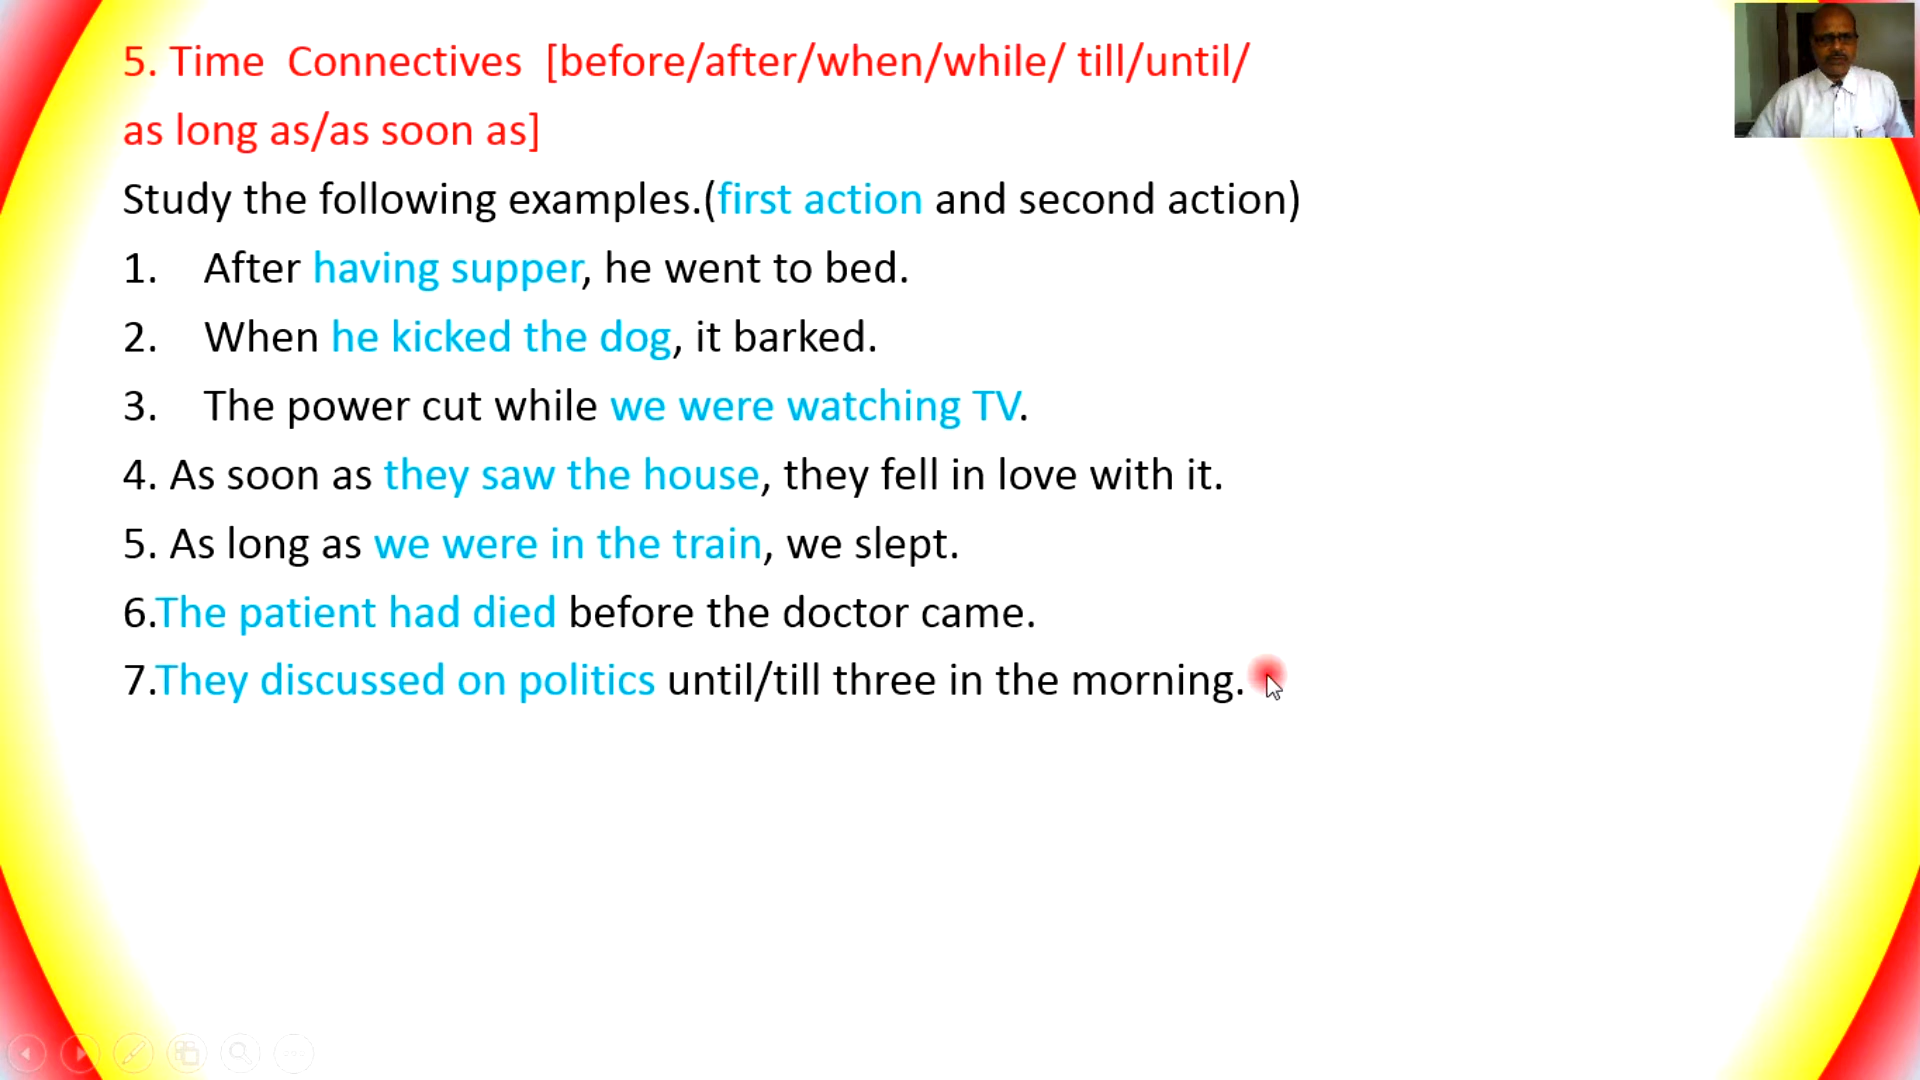 5. Time Connectives [before/after/when/while/ till/until/
as long as/as soon as]
Study the following examples.(first action and second action)
1. After having supper, he went to bed.
2. When he kicked the dog, it barked.
3. The power cut while we were watching TV.
4. As soon as they saw the house, they fell in love with it.
5. As long as we were in the train, we slept.
6.The patient had died before the doctor came.
7.They discussed on politics until/till three in the morning.